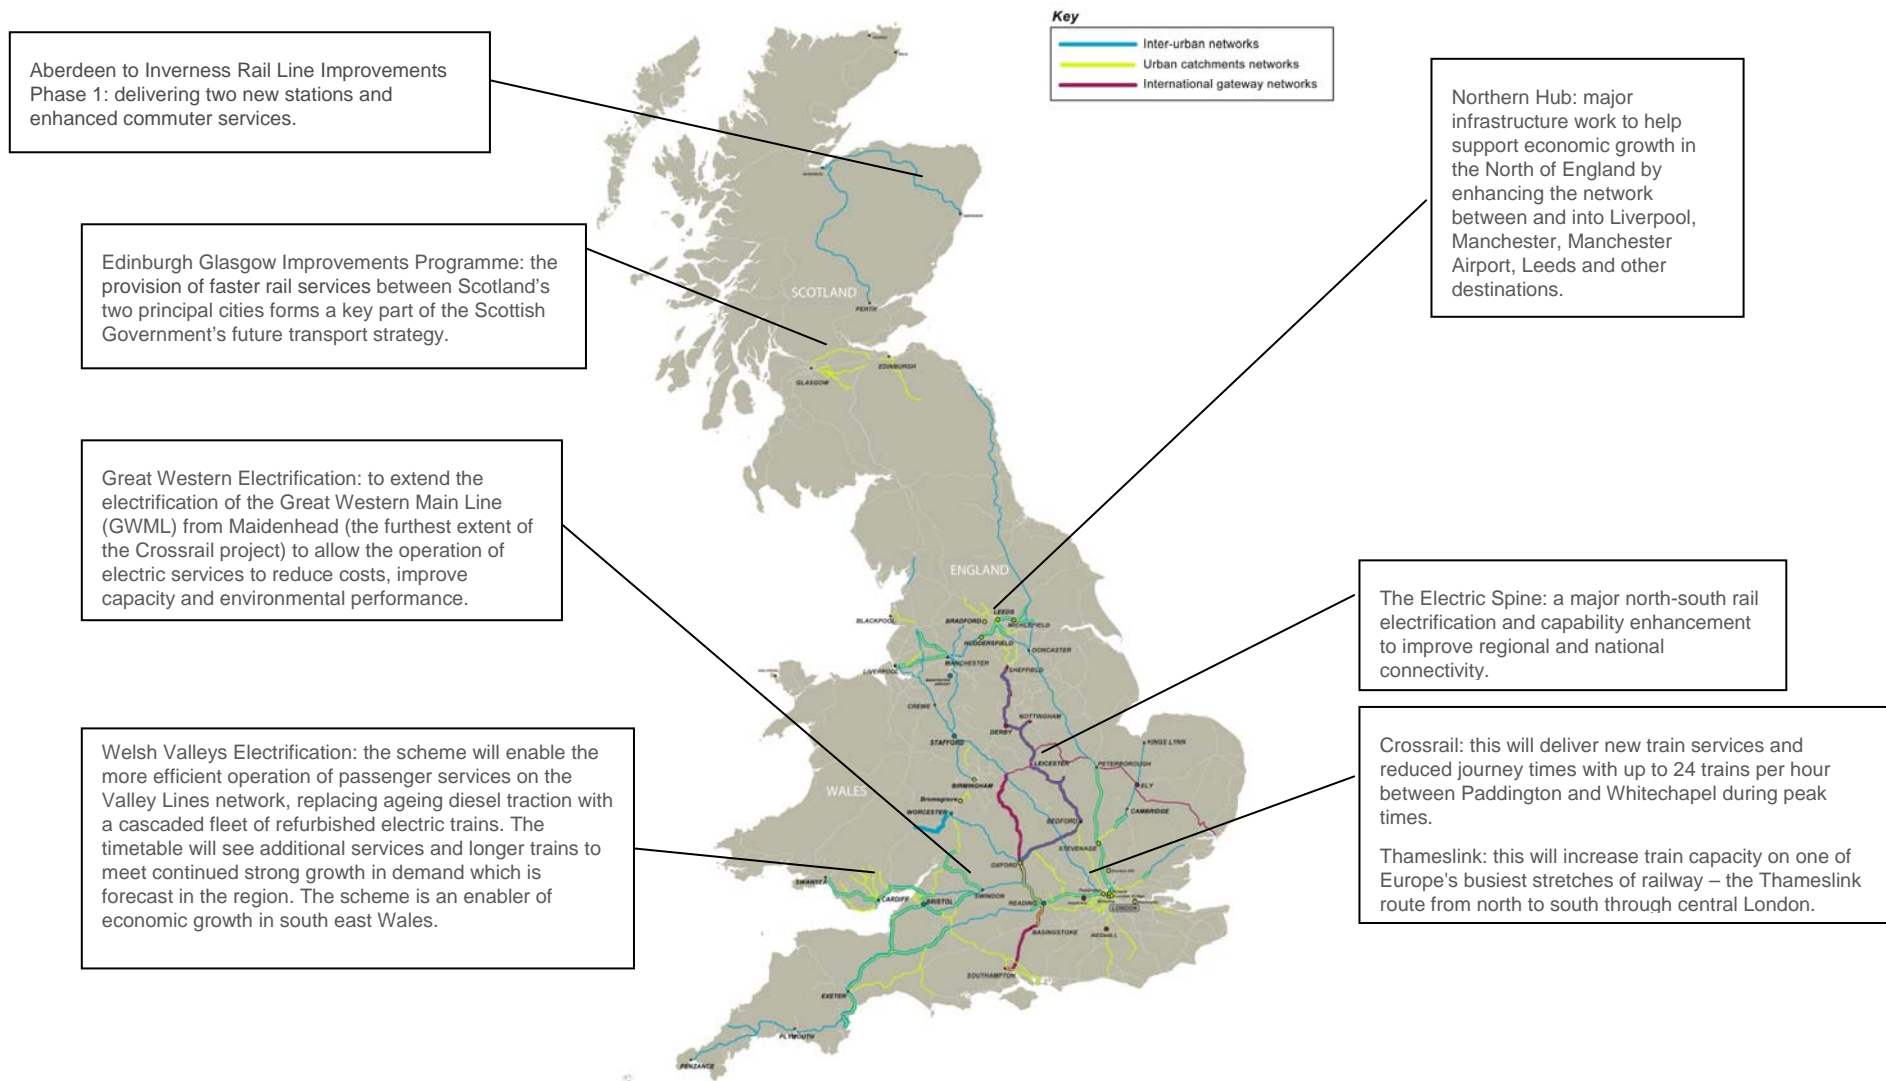 Key
Inter-urban networks
Urban catchments networks
International gateway networks
Aberdeen to Inverness Rail Line Improvements
Phase 1: delivering two new stations and
enhanced commuter services.
Edinburgh Glasgow Improvements Programme: the
provision of faster rail services between Scotland's
two principal cities forms a key part of the Scottish
Government's future transport strategy.
Great Western Electrification: to extend the
electrification of the Great Western Main Line
(GWML) from Maidenhead (the furthest extent of
the Crossrail project) to allow the operation of
electric services to reduce costs, improve
capacity and environmental performance.
Welsh Valleys Electrification: the scheme will enable the
more efficient operation of passenger services on the
Valley Lines network, replacing ageing diesel traction with
a cascaded fleet of refurbished electric trains. The
timetable will see additional services and longer trains to
meet continued strong growth in demand which is
forecast in the region. The scheme is an enabler of
economic growth in south east Wales.
Northern Hub: major
infrastructure work to help
support economic growth in
the North of England by
enhancing the network
between and into Liverpool,
Manchester, Manchester
Airport, Leeds and other
destinations.
The Electric Spine: a major north-south rail
electrification and capability enhancement
to improve regional and national
connectivity.
Crossrail: this will deliver new train services and
reduced journey times with up to 24 trains per hour
between Paddington and Whitechapel during peak
times.
Thameslink: this will increase train capacity on one of
Europe's busiest stretches of railway – the Thameslink
route from north to south through central London.
SCOTLAND
PERTH
EDINBURGH
GLASGOW
ENGLAND
LEEDS
BLACKPOOL
BRADFORD
MICKLEFIELD
HUDDERSFIELD
DONCASTER
MANCHESTER
LIVERPOOL
SHEFFIELD
CREWE
NOTTINGHAM
DERBY
STAFFORD
KINGS LYNN
LEICESTER
PETERBOROUGH
ELY
BIRMINGHAM
WALES
Bromsgrove
WORCESTER
CAMBRIDGE
BEDFORD
STEVENAGE
OXFORD
SWANSEA
CARDIFF
BRISTOL
SWINDON
READING
LONDON
BASINGSTOKE
REDHILL
SOUTHAMPTON
EXETER
PLYMOUTH
PENZANCE